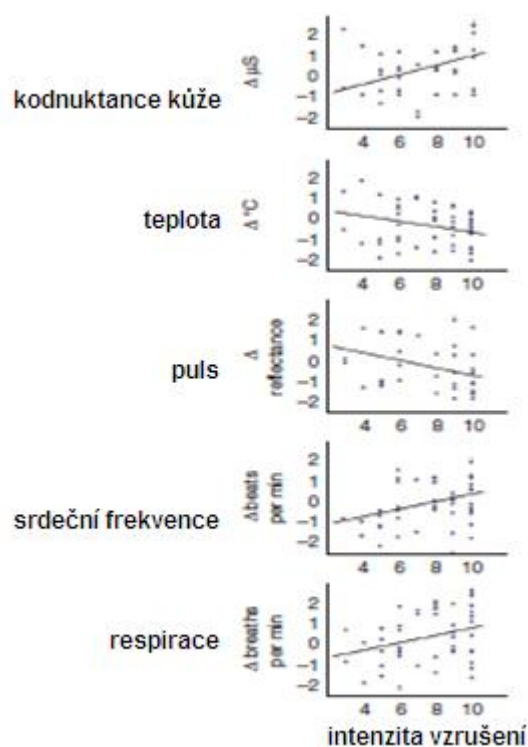 kodnuktance kůže
Δ µS
2
1
0
−1
−2
4 6 8 10
teplota
Δ °C
2
1
0
−1
−2
4 6 8 10
puls
Δ
reflectance
2
1
0
−1
−2
4 6 8 10
srdeční frekvence
Δ beats
per min
2
1
0
−1
−2
4 6 8 10
respirace
Δ breaths
per min
2
1
0
−1
−2
4 6 8 10
intenzita vzrušení